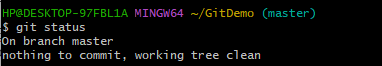 HP@DESKTOP-97FBL1A MINGW64 ~/GitDemo (master)
$ git status
On branch master
nothing to commit, working tree clean